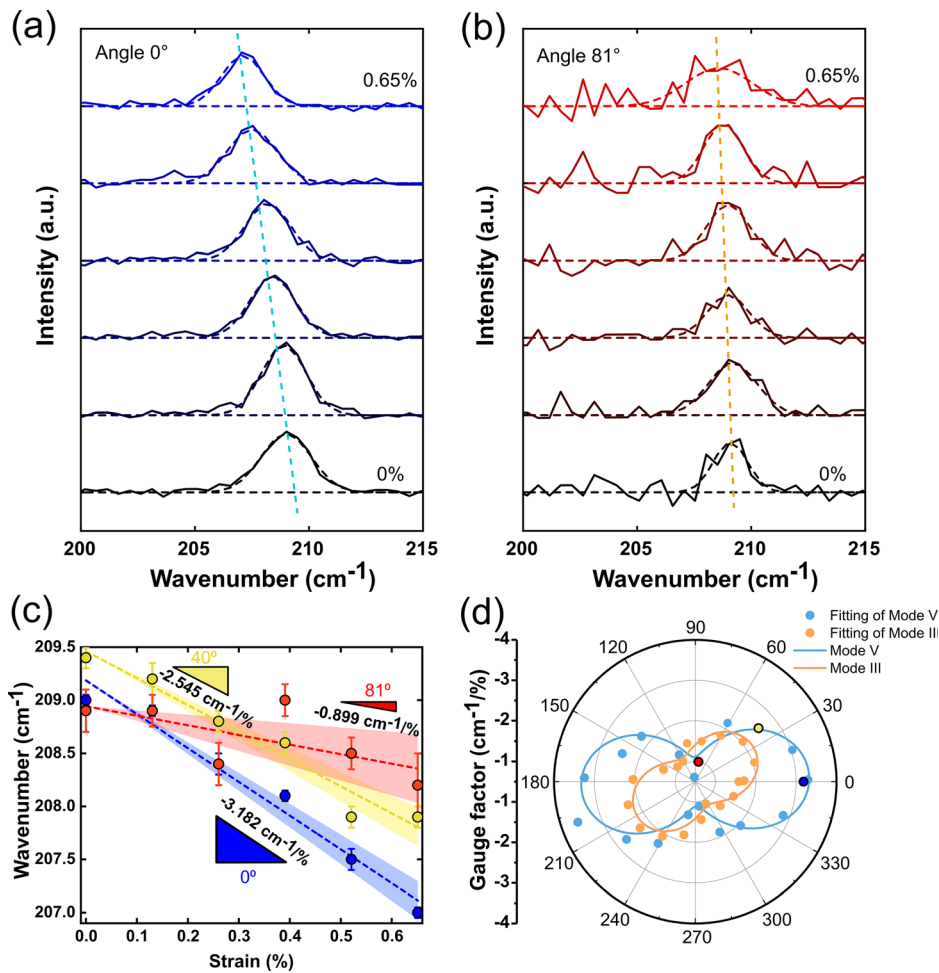 (a)
Angle 0°
0.65%
0%
Intensity (a.u.)
200 205 210 215
Wavenumber (cm-1)
(b)
Angle 81°
0.65%
0%
Intensity (a.u.)
200 205 210 215
Wavenumber (cm-1)
(c)
Wavenumber (cm-1)
209.5
209.0
208.5
208.0
207.5
207.0
40º
-2.545 cm-1/%
81º
-0.899 cm-1/%
-3.182 cm-1/%
0º
0.0 0.1 0.2 0.3 0.4 0.5 0.6
Strain (%)
(d)
Fitting of Mode V
Fitting of Mode III
Mode V
Mode III
Gauge factor (cm-1/%)
-4
-3
-2
-1
-1
-2
-3
-4
90
120
60
150
30
180
0
210
330
240
300
270